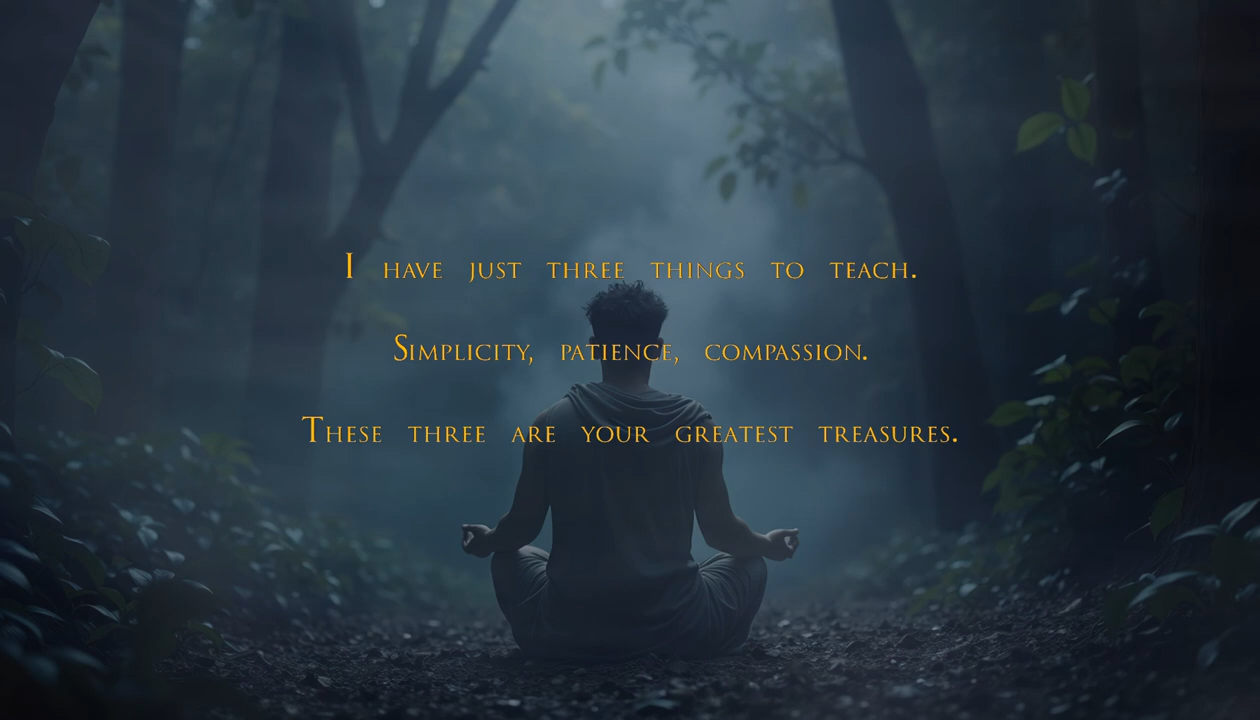 I have just three things to teach.
Simplicity, patience, compassion.
These three are your greatest treasures.